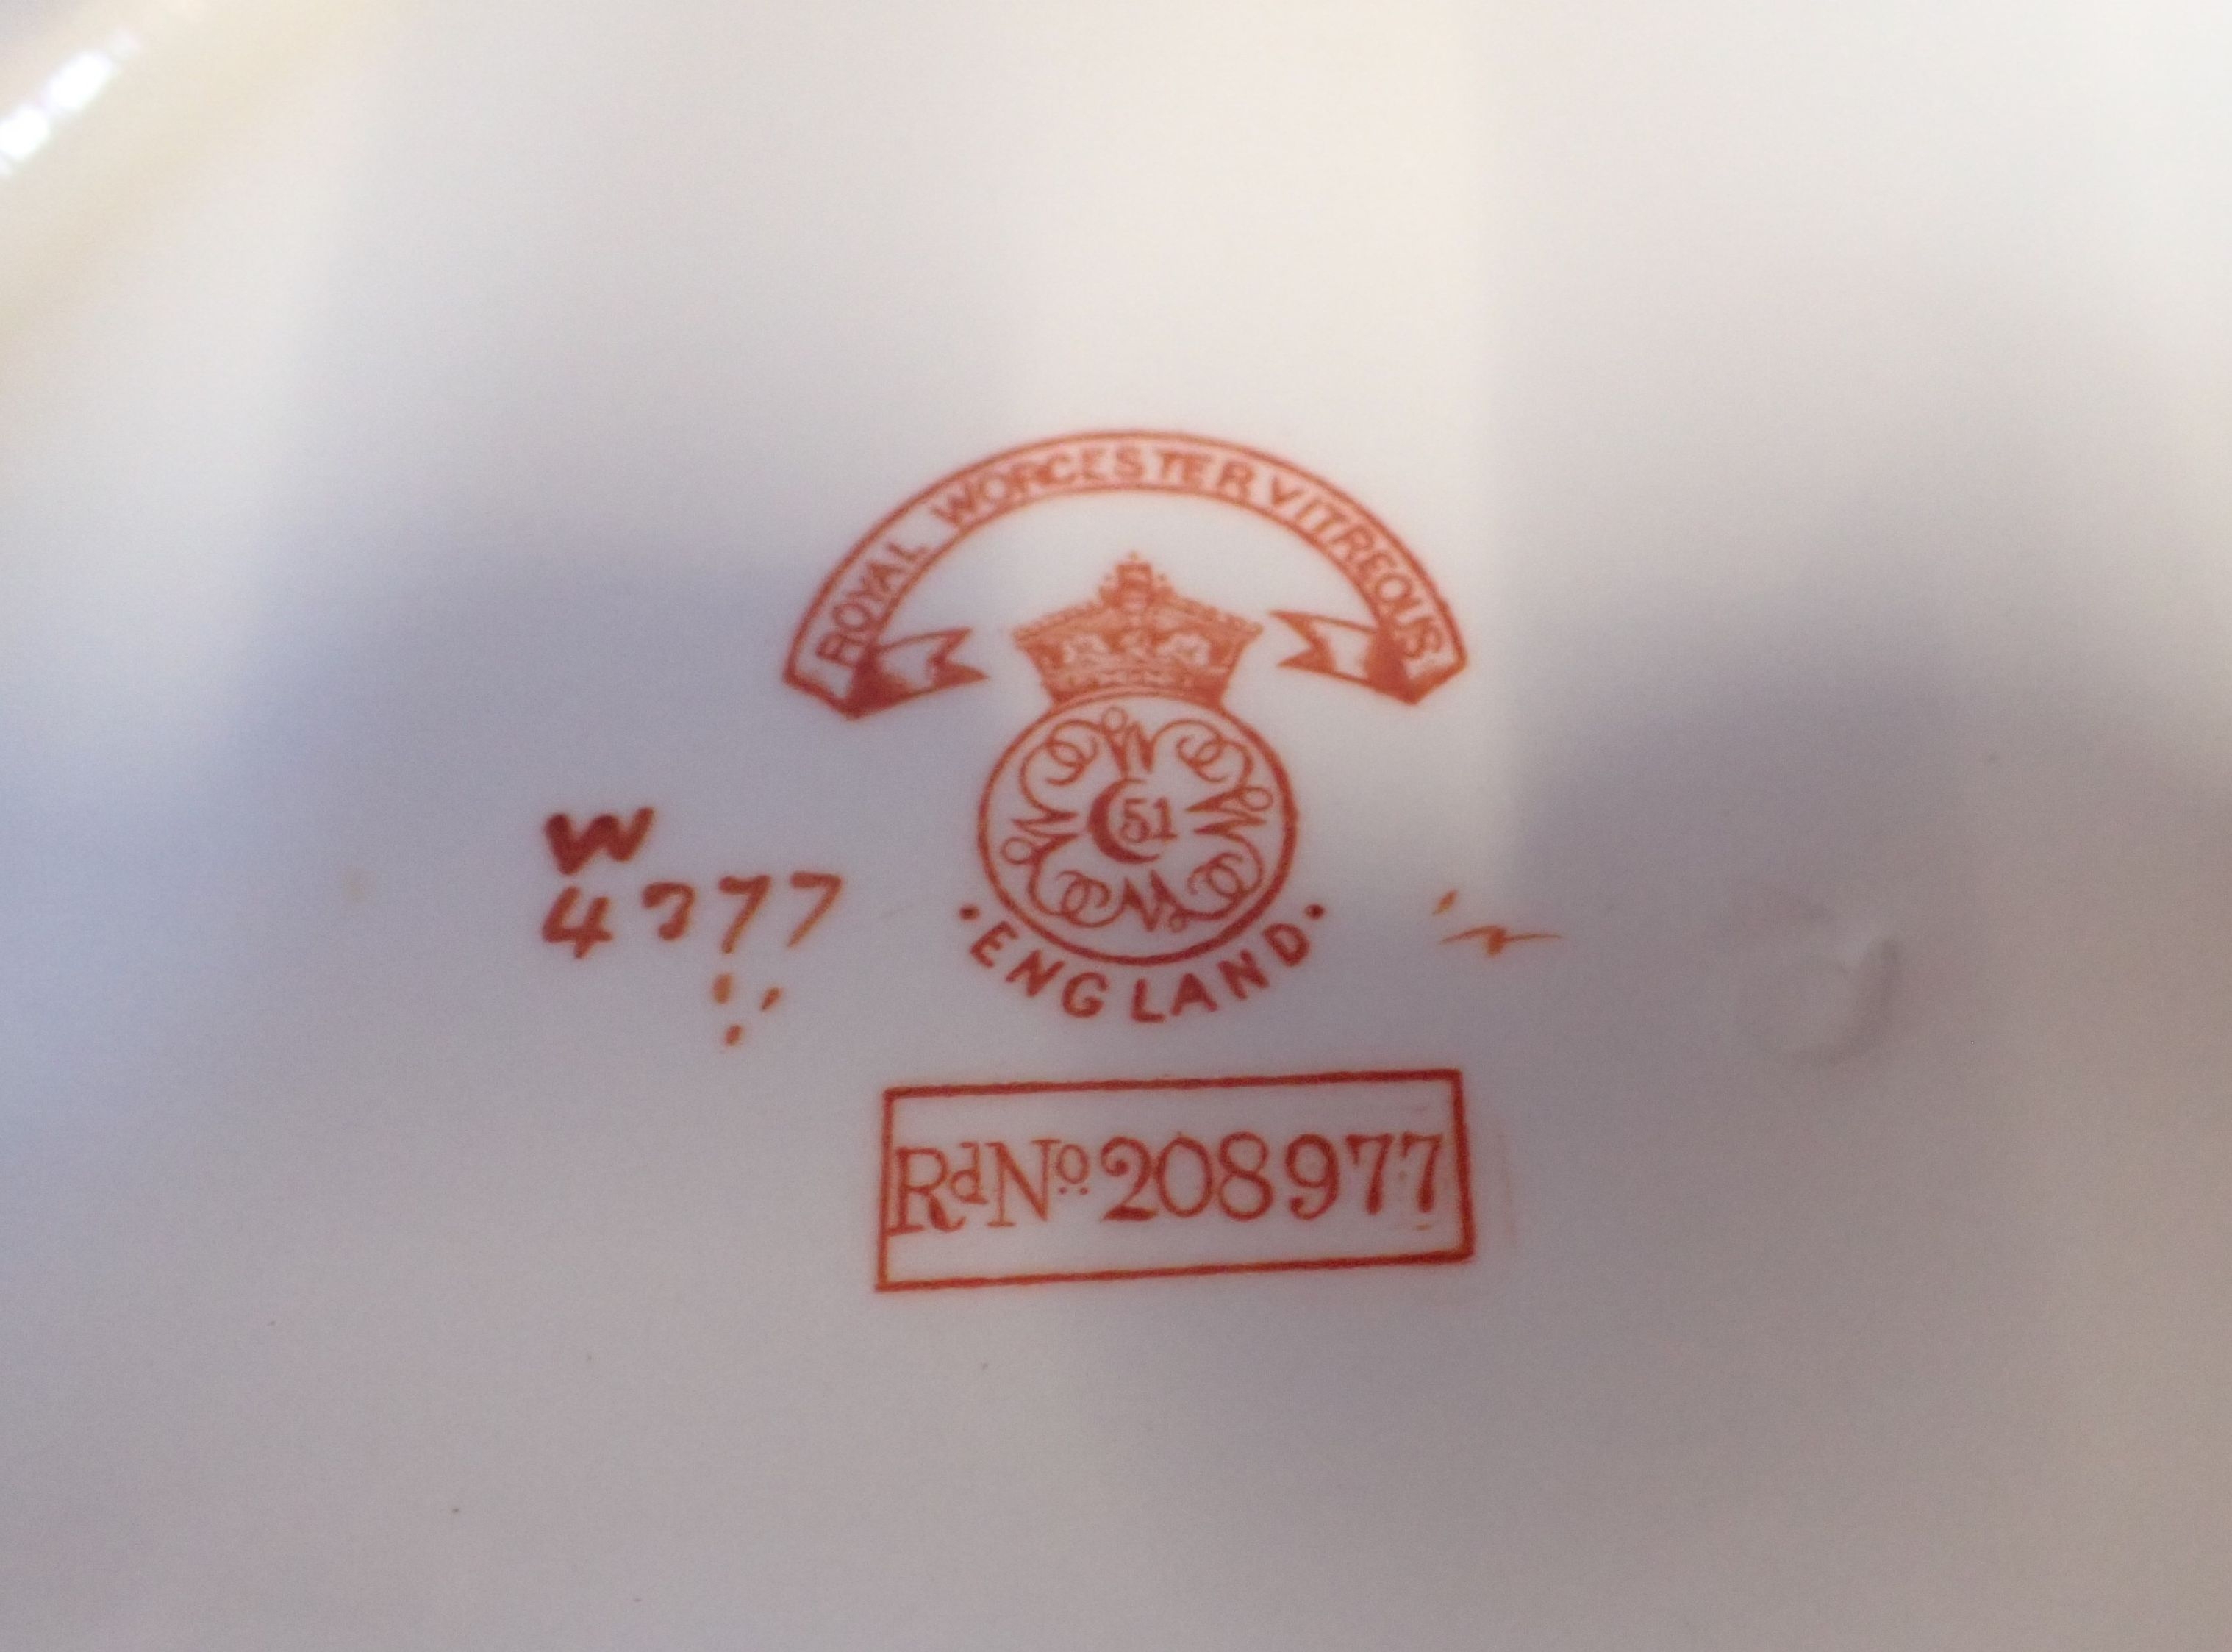 ROYAL WORCESTER VITREOUS
51
W
4377
·ENGLAND·
RdNo 208977